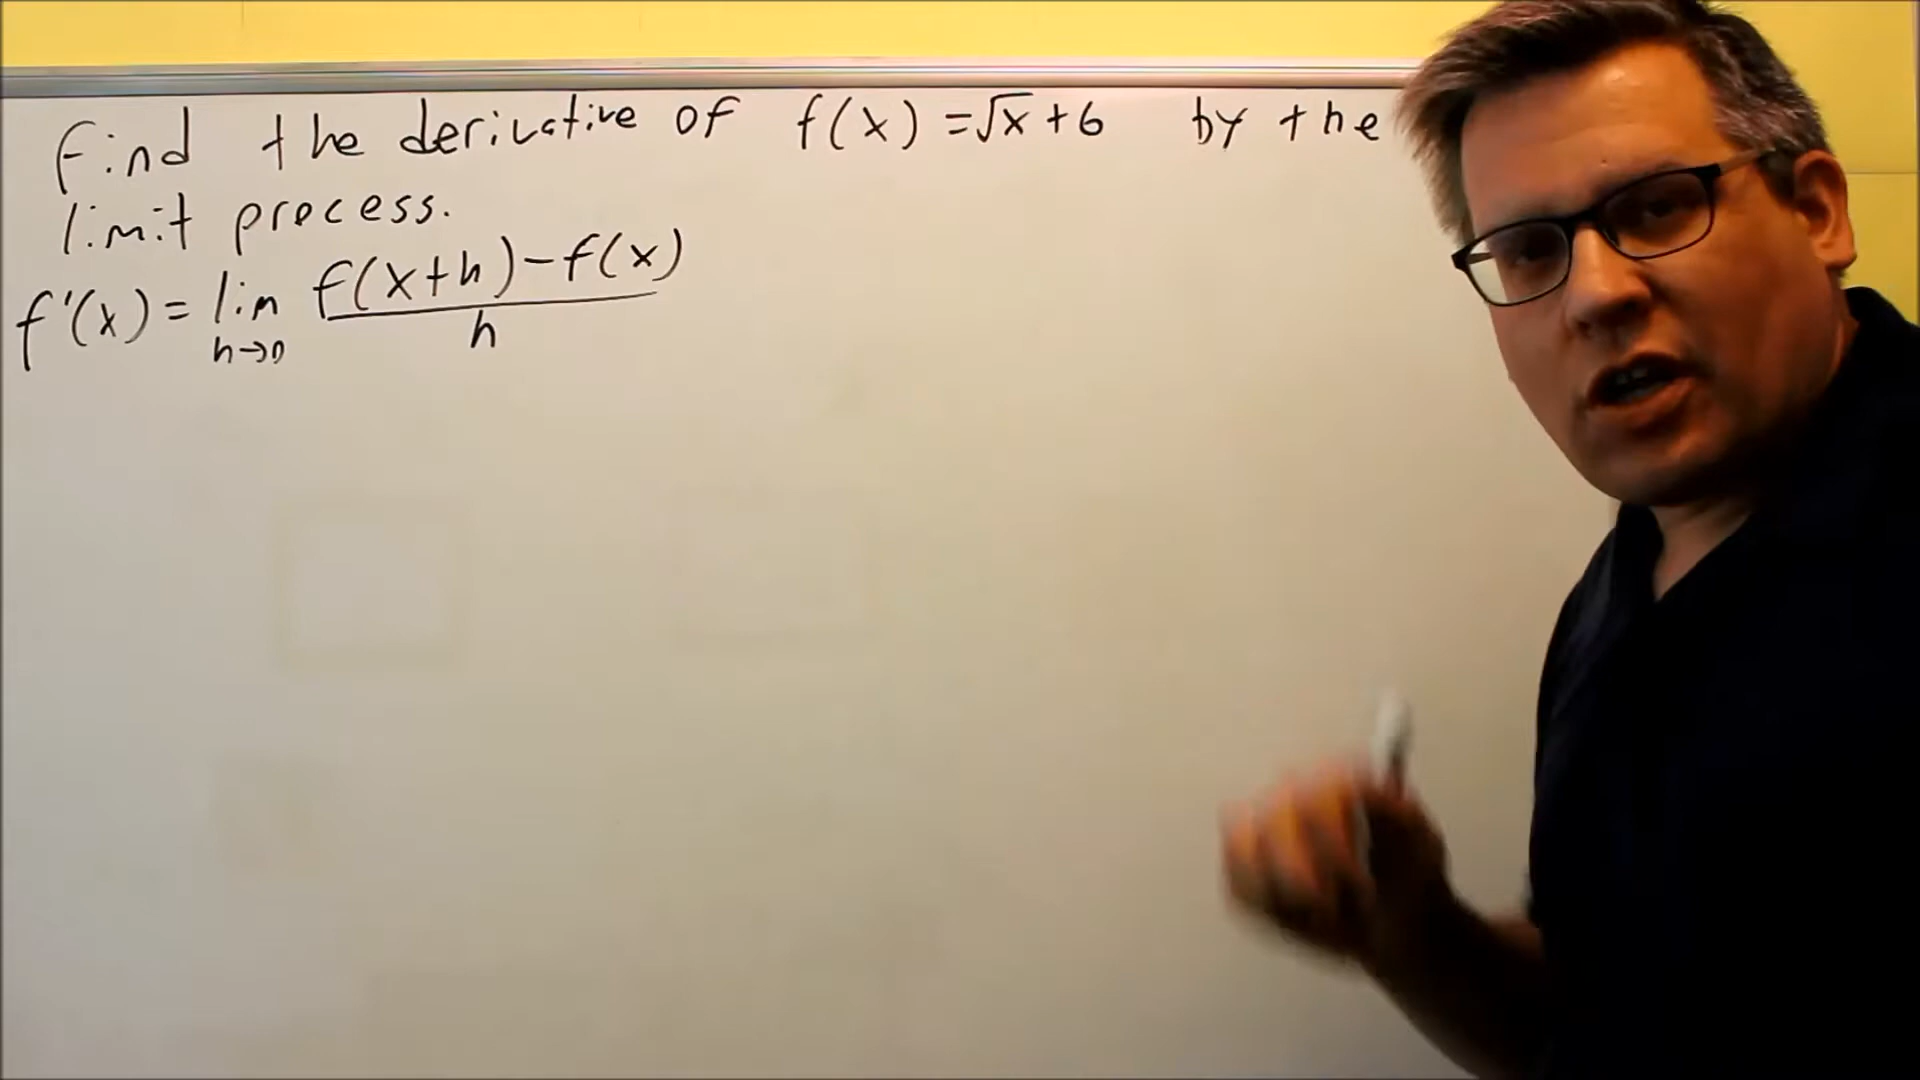 Find the derivative of f(x) = √x + 6 by the
limit process.
f'(x) = lim h→0 f(x+h) - f(x) / h